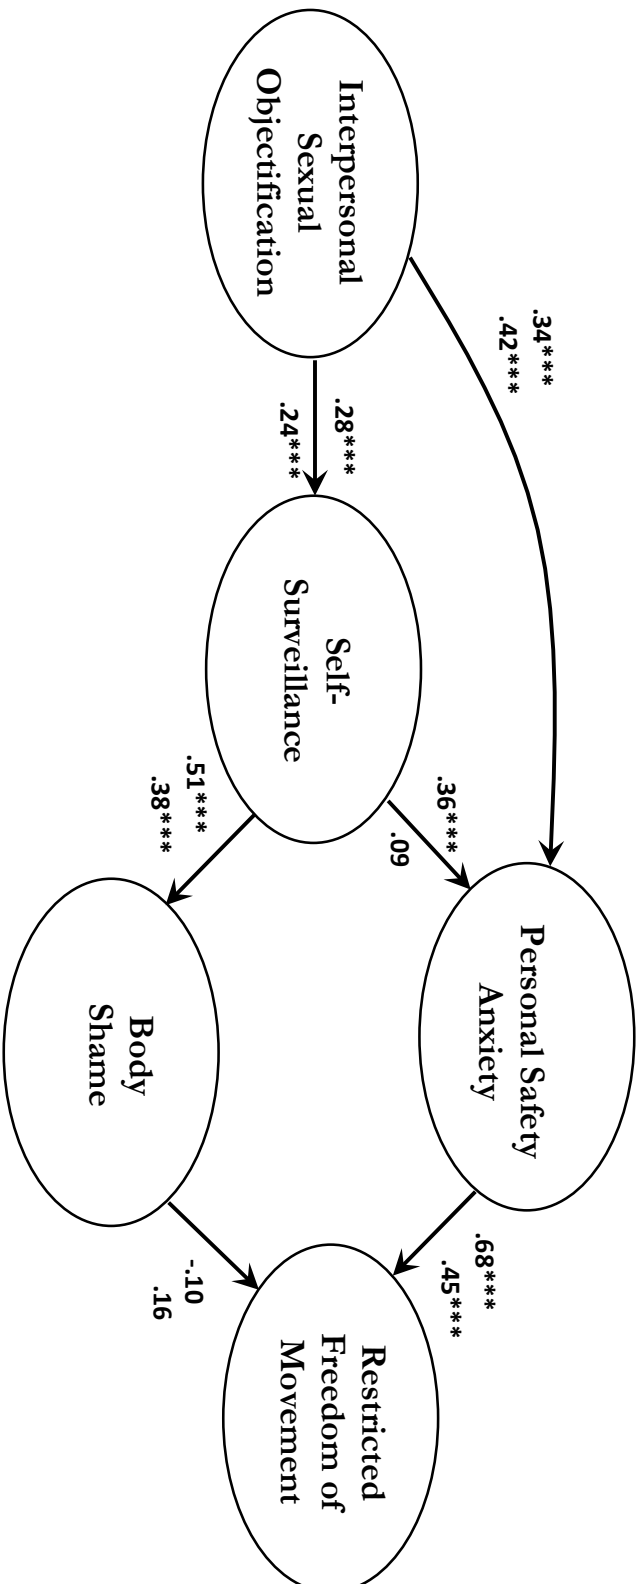 Interpersonal
Sexual
Objectification
.34***
.42***
.28***
.24***
Self-
Surveillance
.36***
.09
.51***
.38***
Personal Safety
Anxiety
Body
Shame
.68***
.45***
-.10
.16
Restricted
Freedom of
Movement